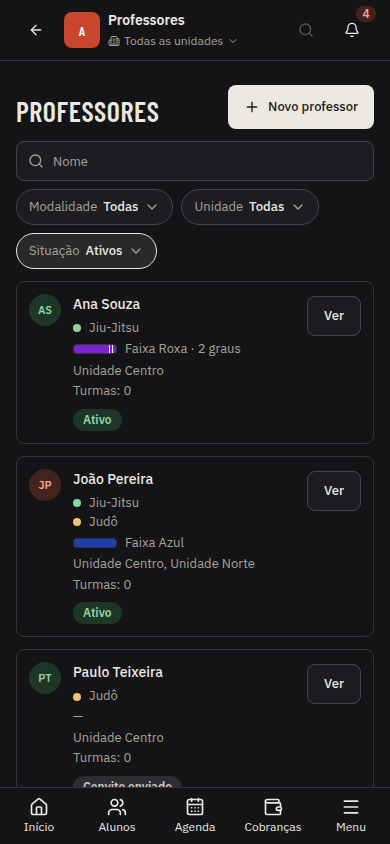 A
Professores
Todas as unidades
4
PROFESSORES
Novo professor
Nome
Modalidade Todas
Unidade Todas
Situação Ativos
AS
Ana Souza
Ver
Jiu-Jitsu
Faixa Roxa · 2 graus
Unidade Centro
Turmas: 0
Ativo
JP
João Pereira
Ver
Jiu-Jitsu
Judô
Faixa Azul
Unidade Centro, Unidade Norte
Turmas: 0
Ativo
PT
Paulo Teixeira
Ver
Judô
—
Unidade Centro
Turmas: 0
Convite enviado
Início
Alunos
Agenda
Cobranças
Menu